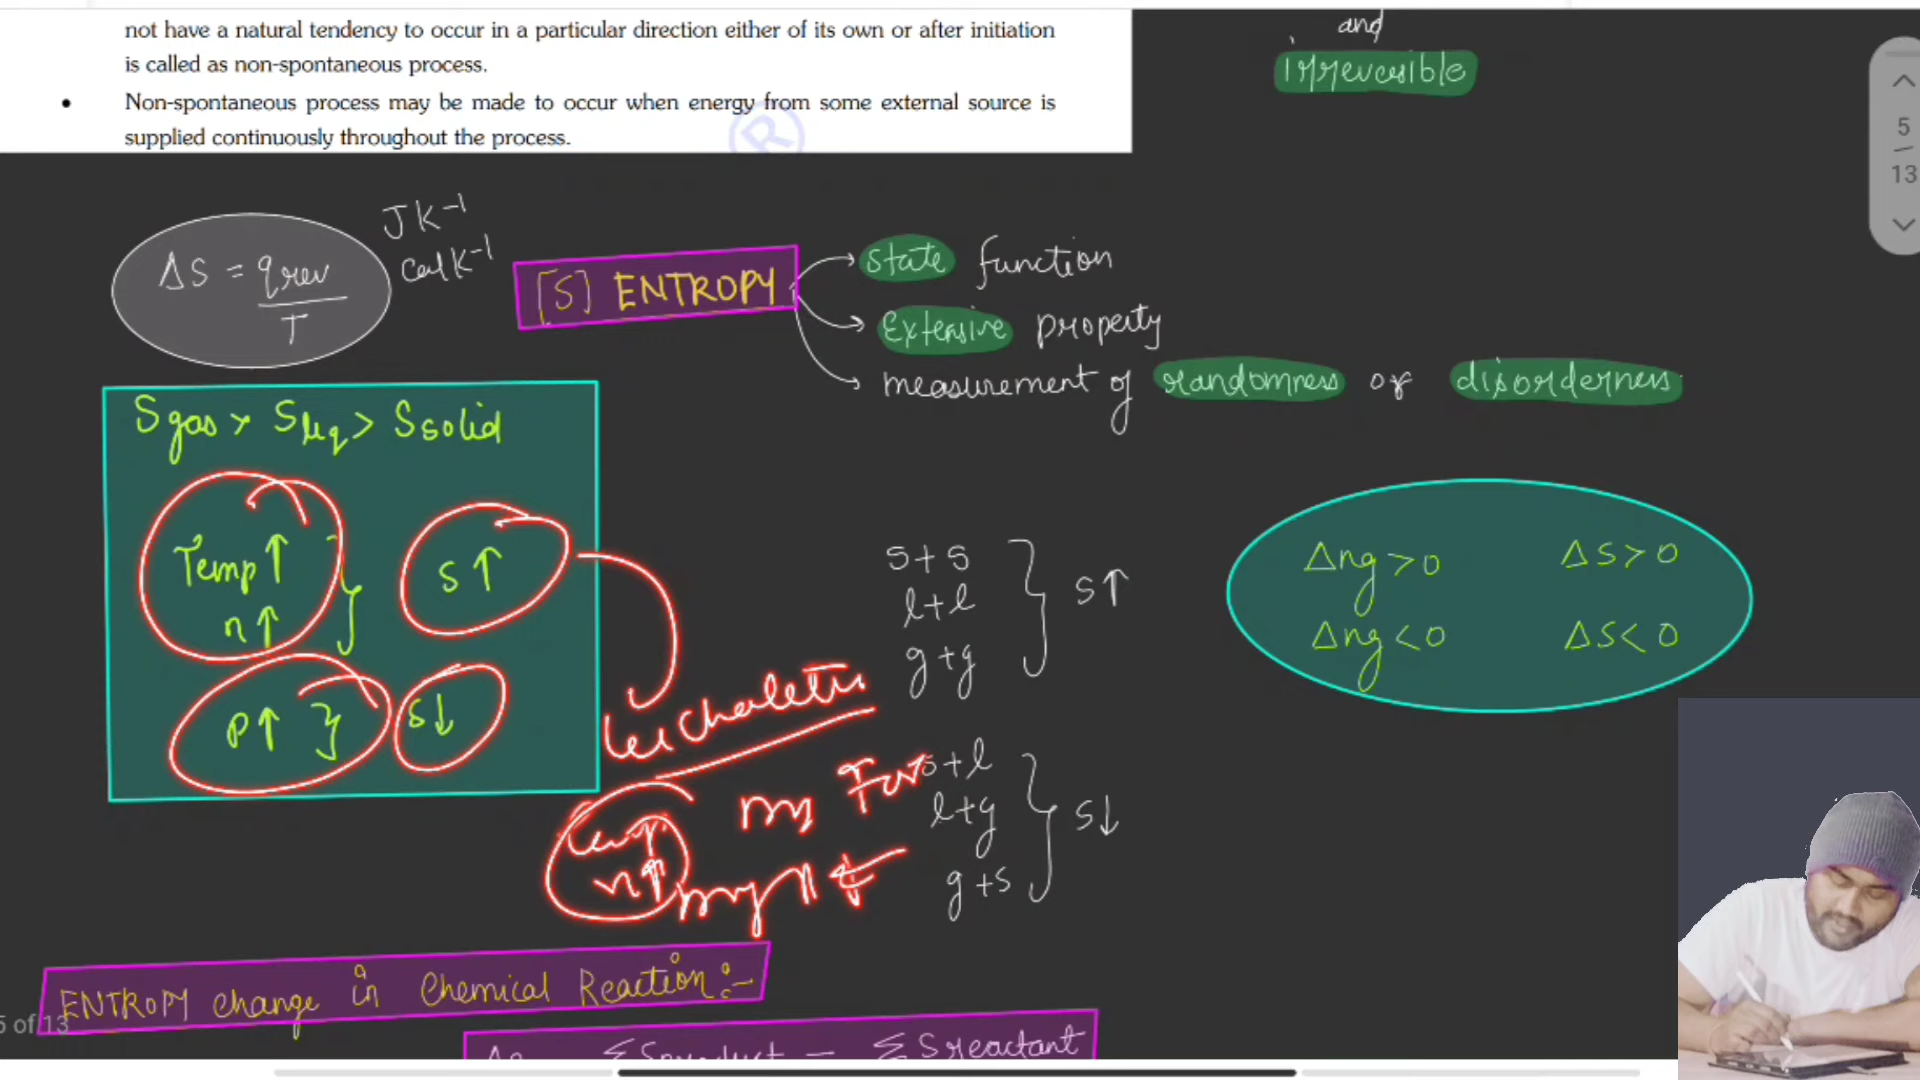 not have a natural tendency to occur in a particular direction either of its own or after initiation
is called as non-spontaneous process.
• Non-spontaneous process may be made to occur when energy from some external source is
supplied continuously throughout the process.
®
and
irreversible
5
13
ΔS = qrev
T
JK⁻¹
CalK⁻¹
[S] ENTROPY
State function
Extensive property
measurement of randomness or disorderness
Sgas > Sliq > Ssolid
Temp↑
n↑
S↑
P↑ }
S↓
s+s
l+l
g+g
S↑
s+l
l+g
g+s
S↓
Δng>0 ΔS>0
Δng<0 ΔS<0
n↑
ENTROPY change in Chemical Reaction:-
5 of 13
Sproduct - ΣSreactant